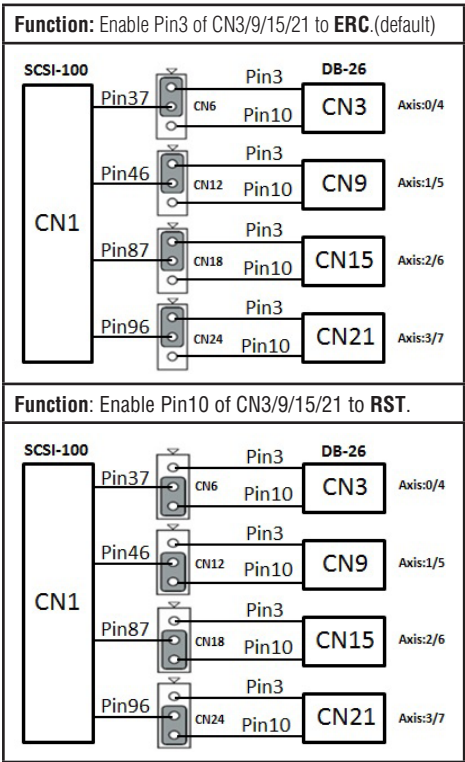 Function: Enable Pin3 of CN3/9/15/21 to ERC.(default)
SCSI-100
DB-26
Pin37
CN6
Pin3
Pin10
CN3
Axis:0/4
Pin46
CN12
Pin3
Pin10
CN9
Axis:1/5
CN1
Pin87
CN18
Pin3
Pin10
CN15
Axis:2/6
Pin96
CN24
Pin3
Pin10
CN21
Axis:3/7
Function: Enable Pin10 of CN3/9/15/21 to RST.
SCSI-100
DB-26
Pin37
CN6
Pin3
Pin10
CN3
Axis:0/4
Pin46
CN12
Pin3
Pin10
CN9
Axis:1/5
CN1
Pin87
CN18
Pin3
Pin10
CN15
Axis:2/6
Pin96
CN24
Pin3
Pin10
CN21
Axis:3/7